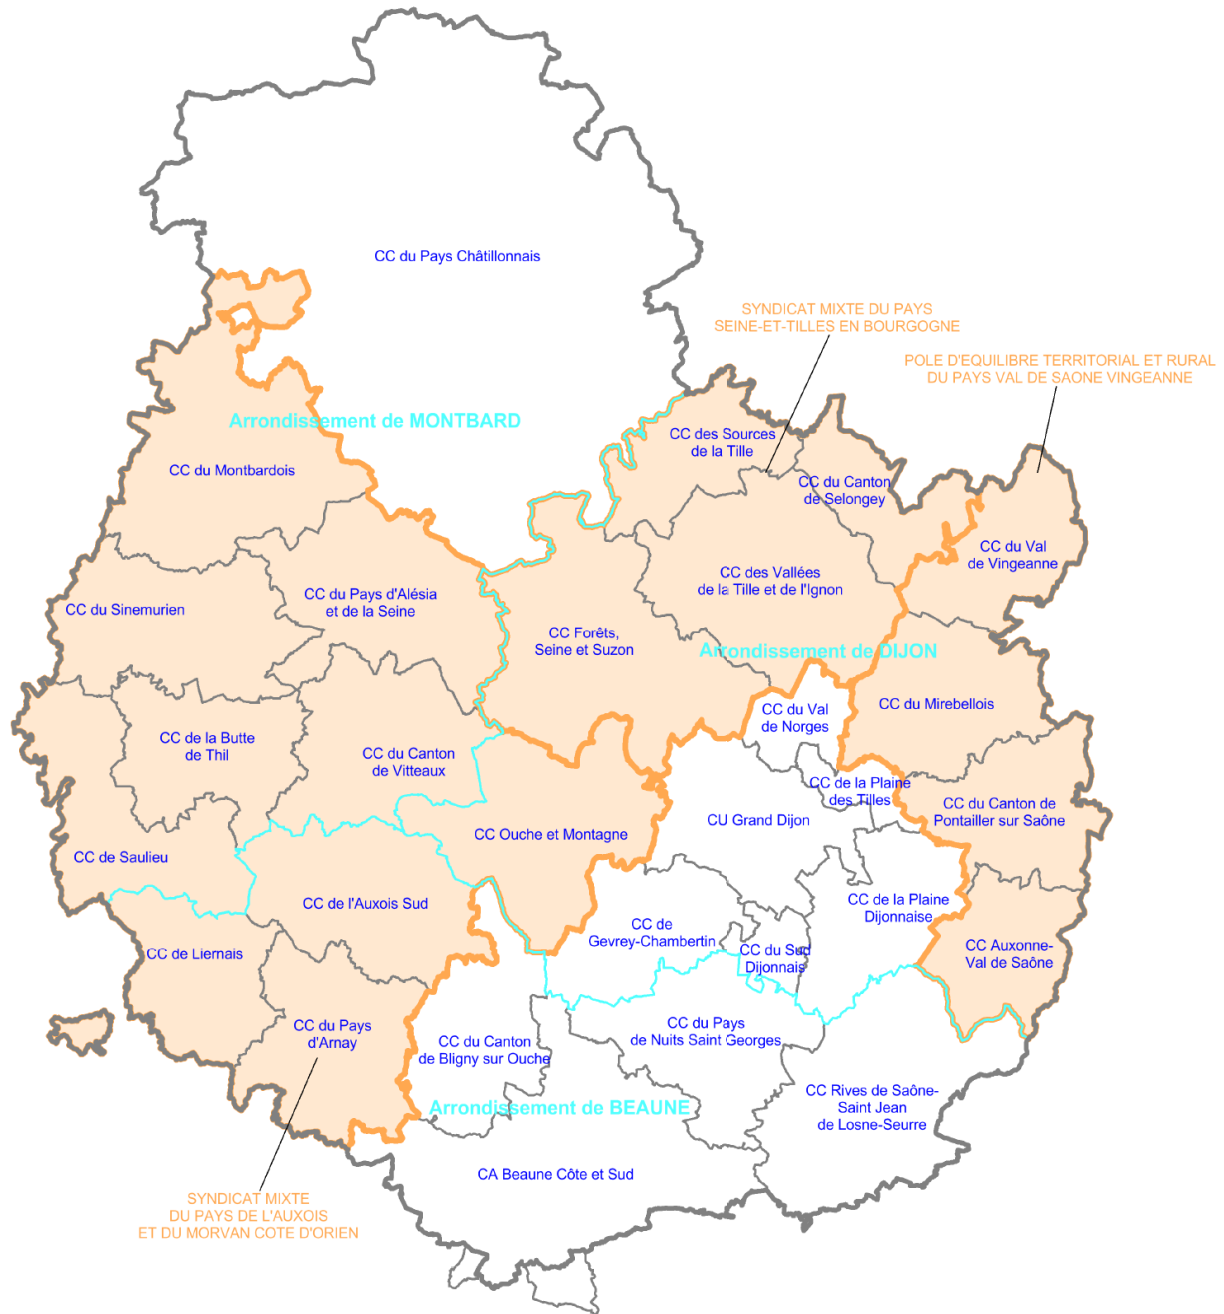 CC du Pays Châtillonnais
SYNDICAT MIXTE DU PAYS
SEINE-ET-TILLES EN BOURGOGNE
POLE D'EQUILIBRE TERRITORIAL ET RURAL
DU PAYS VAL DE SAONE VINGEANNE
Arrondissement de MONTBARD
CC des Sources
de la Tille
CC du Montbardois
CC du Canton
de Selongey
CC du Val
de Vingeanne
CC des Vallées
de la Tille et de l'Ignon
CC du Pays d'Alésia
et de la Seine
CC du Sinemurien
CC Forêts,
Seine et Suzon
Arrondissement de DIJON
CC du Mirebellois
CC du Val
de Norges
CC de la Butte
de Thil
CC du Canton
de Vitteaux
CC de la Plaine
des Tilles
CC du Canton de
Pontailler sur Saône
CU Grand Dijon
CC Ouche et Montagne
CC de Saulieu
CC de l'Auxois Sud
CC de la Plaine
Dijonnaise
CC de
Gevrey-Chambertin
CC du Sud
Dijonnais
CC Auxonne-
Val de Saône
CC de Liernais
CC du Pays
d'Arnay
CC du Pays
de Nuits Saint Georges
CC du Canton
de Bligny sur Ouche
CC Rives de Saône-
Saint Jean
de Losne-Seurre
Arrondissement de BEAUNE
CA Beaune Côte et Sud
SYNDICAT MIXTE
DU PAYS DE L'AUXOIS
ET DU MORVAN COTE D'ORIEN